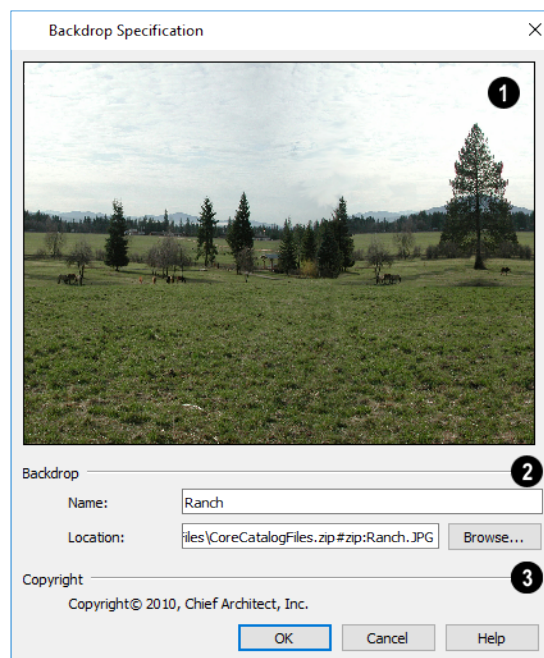 Backdrop Specification
1
Backdrop
2
Name:
Ranch
Location:
iles\CoreCatalogFiles.zip#zip:Ranch.JPG
Browse...
Copyright
3
Copyright© 2010, Chief Architect, Inc.
OK
Cancel
Help